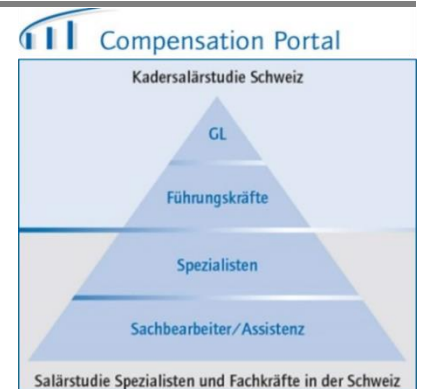 Compensation Portal
Kadersalärstudie Schweiz
GL
Führungskräfte
Spezialisten
Sachbearbeiter/Assistenz
Salärstudie Spezialisten und Fachkräfte in der Schweiz